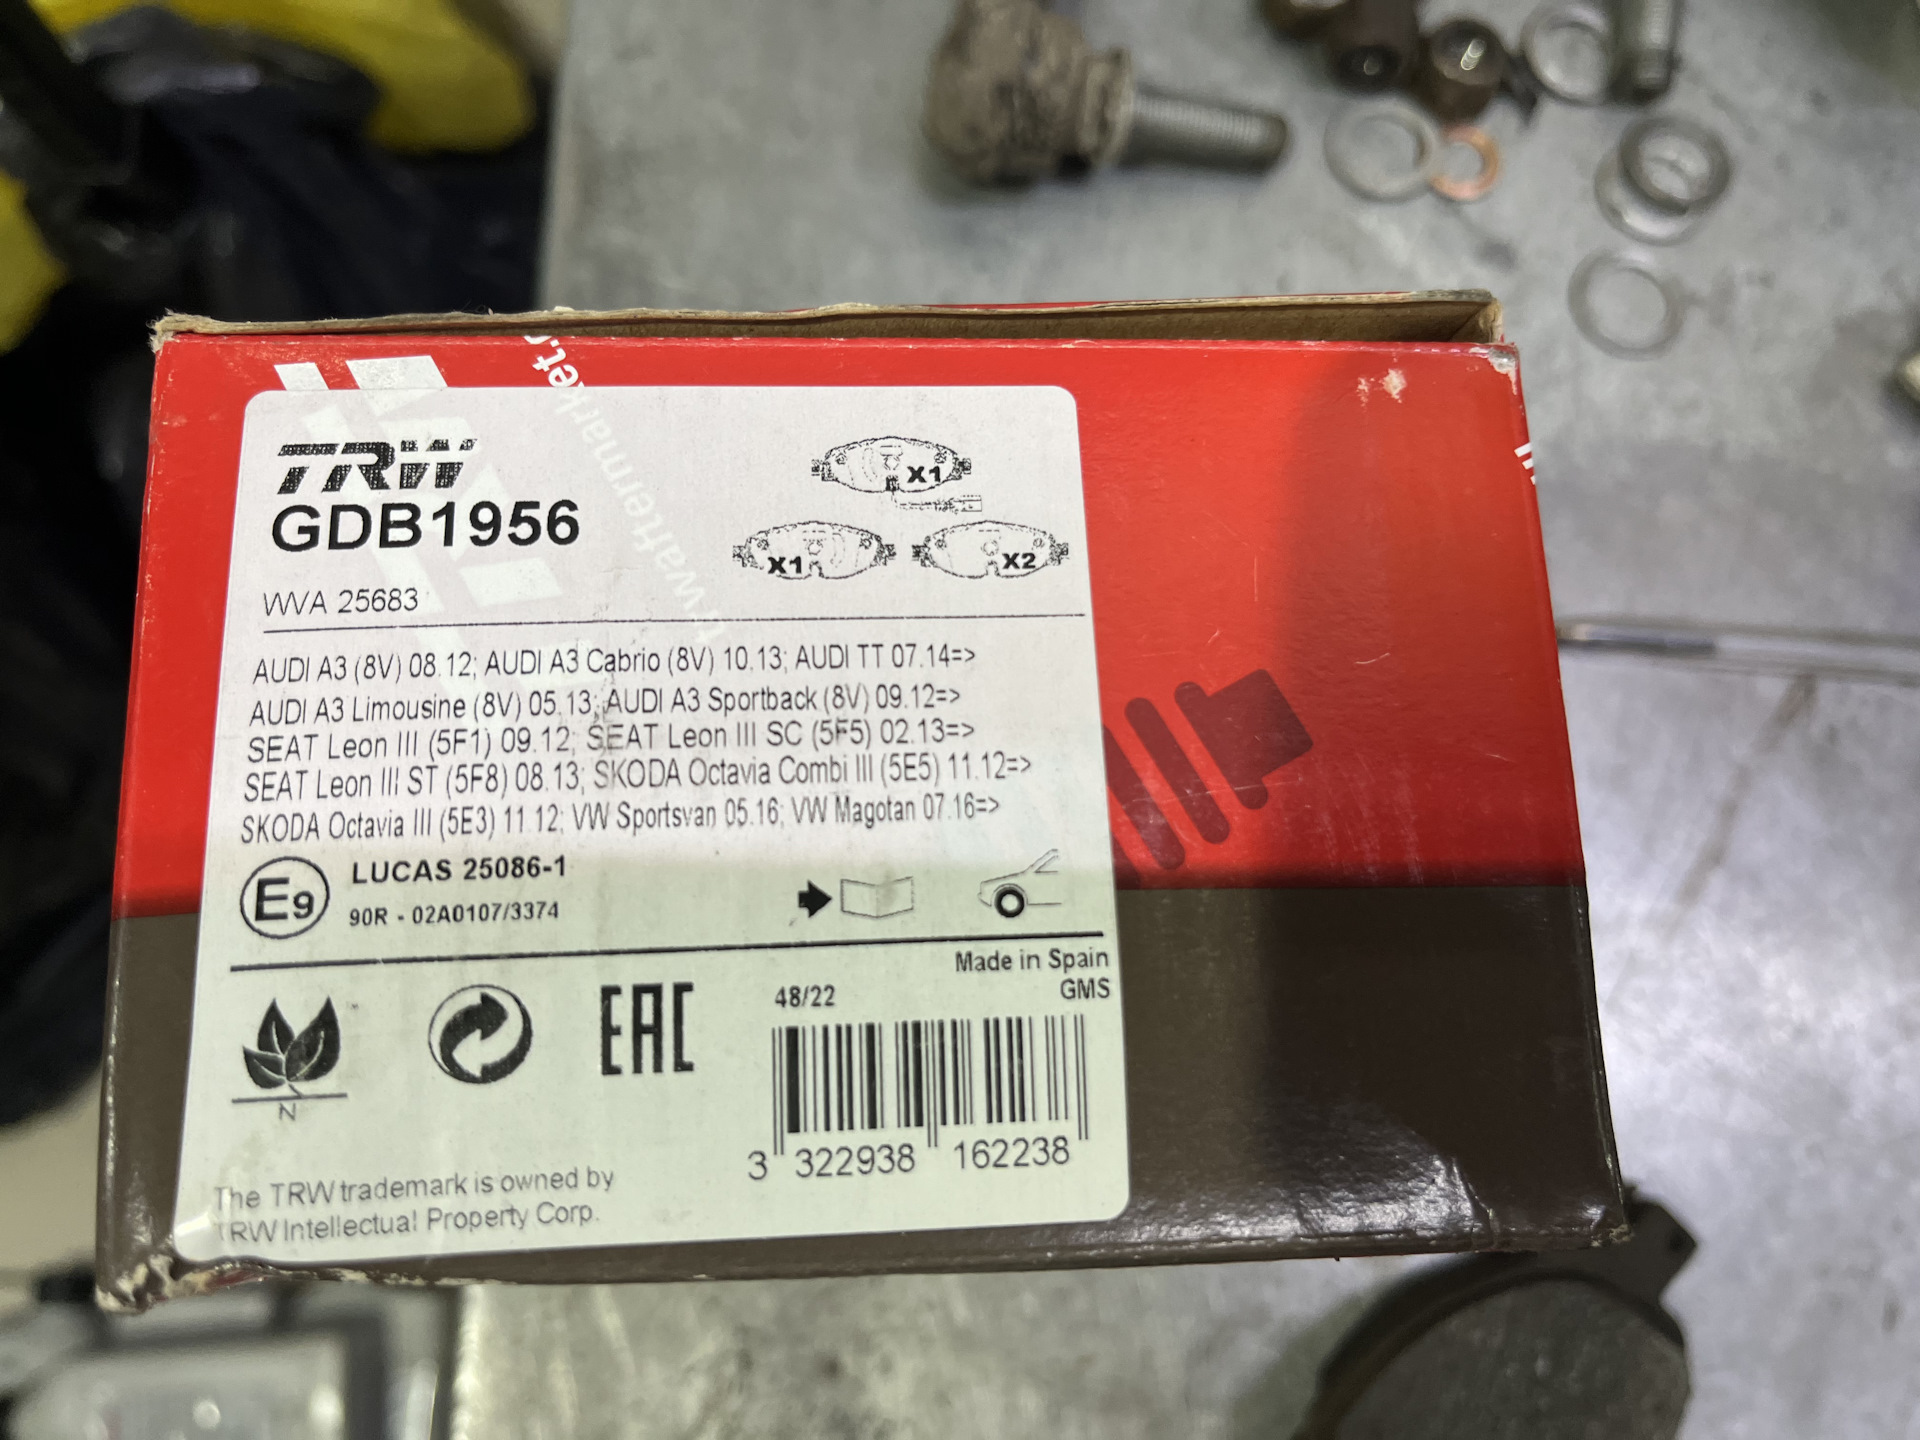 trwaftermarket.
TRW
GDB1956
X1
X1
X2
WVA 25683
AUDI A3 (8V) 08.12; AUDI A3 Cabrio (8V) 10.13; AUDI TT 07.14=>
AUDI A3 Limousine (8V) 05.13; AUDI A3 Sportback (8V) 09.12=>
SEAT Leon III (5F1) 09.12; SEAT Leon III SC (5F5) 02.13=>
SEAT Leon III ST (5F8) 08.13; SKODA Octavia Combi III (5E5) 11.12=>
SKODA Octavia III (5E3) 11.12; VW Sportsvan 05.16; VW Magotan 07.16=>
E9
LUCAS 25086-1
90R - 02A0107/3374
Made in Spain
GMS
48/22
EAC
N
3 322938 162238
The TRW trademark is owned by
TRW Intellectual Property Corp.